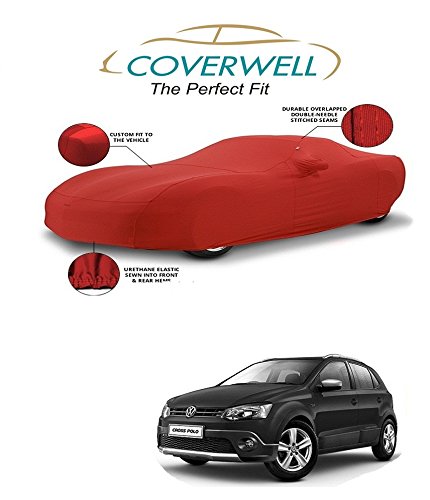 COVERWELL
The Perfect Fit
DURABLE OVERLAPPED
DOUBLE-NEEDLE
STITCHED SEAMS
CUSTOM FIT TO
THE VEHICLE
URETHANE ELASTIC
SEWN INTO FRONT
& REAR
CROSS POLO